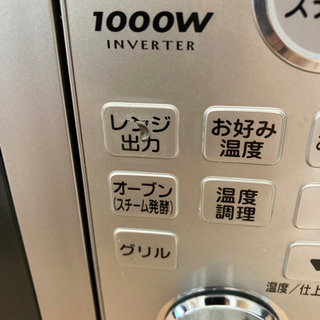 1000W
INVERTER
レンジ
出力
お好み
温度
オーブン
(スチーム発酵)
温度
調理
グリル
温度/仕上